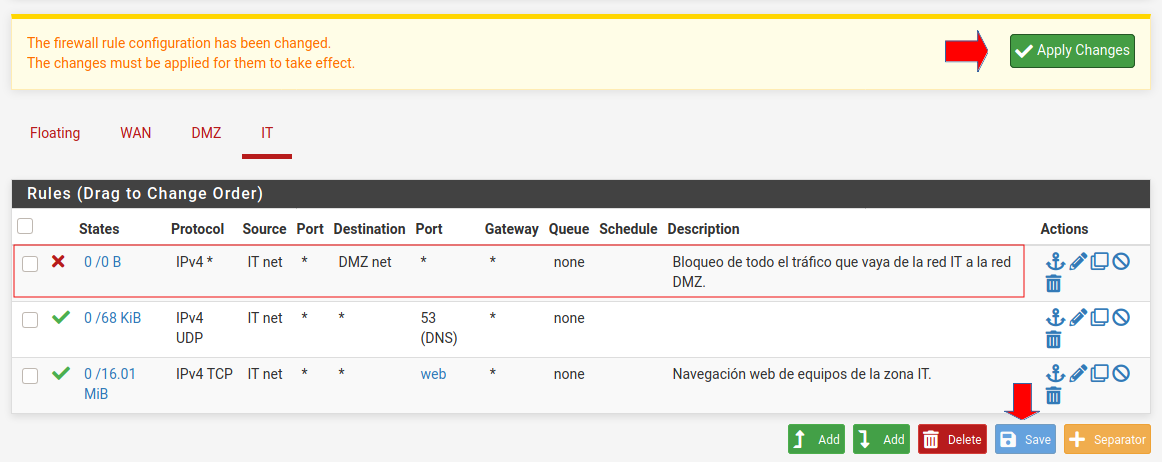 The firewall rule configuration has been changed.
The changes must be applied for them to take effect.
Apply Changes
Floating WAN DMZ IT
Rules (Drag to Change Order)
States Protocol Source Port Destination Port Gateway Queue Schedule Description Actions
0 /0 B IPv4 * IT net * DMZ net * * none Bloqueo de todo el tráfico que vaya de la red IT a la red
DMZ.
0 /68 KiB IPv4 IT net * * 53 * none
UDP (DNS)
0 /16.01 IPv4 TCP IT net * * web * none Navegación web de equipos de la zona IT.
MiB
Add Add Delete Save Separator